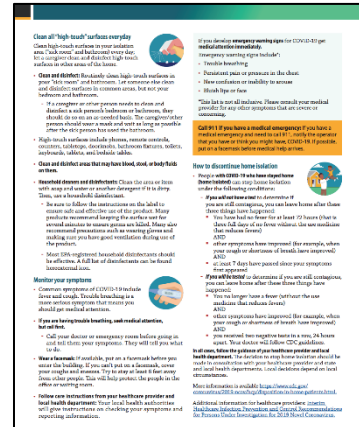 Clean all "high-touch" surfaces everyday
Clean high-touch surfaces in your isolation
area ("sick room" and bathroom) every day;
let a caregiver clean and disinfect high-touch
surfaces in other areas of the home.
• Clean and disinfect: Routinely clean high-touch surfaces in
your "sick room" and bathroom. Let someone else clean
and disinfect surfaces in common areas, but not your
bedroom and bathroom.
• If a caregiver or other person needs to clean and
disinfect a sick person's bedroom or bathroom, they
should do so on an as-needed basis. The caregiver/other
person should wear a mask and wait as long as possible
after the sick person has used the bathroom.
• High-touch surfaces include phones, remote controls,
counters, tabletops, doorknobs, bathroom fixtures, toilets,
keyboards, tablets, and bedside tables.
• Clean and disinfect areas that may have blood, stool, or body fluids
on them.
• Household cleaners and disinfectants: Clean the area or item
with soap and water or another detergent if it is dirty.
Then, use a household disinfectant.
• Be sure to follow the instructions on the label to
ensure safe and effective use of the product. Many
products recommend keeping the surface wet for
several minutes to ensure germs are killed. Many also
recommend precautions such as wearing gloves and
making sure you have good ventilation during use of
the product.
• Most EPA-registered household disinfectants should
be effective. A full list of disinfectants can be found
here
Monitor your symptoms
• Common symptoms of COVID-19 include
fever and cough. Trouble breathing is a
more serious symptom that means you
should get medical attention.
• If you are having trouble breathing, seek medical attention,
but call first.
• Call your doctor or emergency room before going in
and tell them your symptoms. They will tell you what
to do.
• Wear a facemask: If available, put on a facemask before you
enter the building. If you can't put on a facemask, cover
your coughs and sneezes. Try to stay at least 6 feet away
from other people. This will help protect the people in the
office or waiting room.
• Follow care instructions from your healthcare provider and
local health department: Your local health authorities
will give instructions on checking your symptoms and
reporting information.
If you develop emergency warning signs for COVID-19 get
medical attention immediately.
Emergency warning signs include*:
• Trouble breathing
• Persistent pain or pressure in the chest
• New confusion or inability to arouse
• Bluish lips or face
*This list is not all inclusive. Please consult your medical
provider for any other symptoms that are severe or
concerning.
Call 911 if you have a medical emergency: If you have a
medical emergency and need to call 911, notify the operator
that you have or think you might have, COVID-19. If possible,
put on a facemask before medical help arrives.
How to discontinue home isolation
• People with COVID-19 who have stayed home
(home isolated) can stop home isolation
under the following conditions:
• If you will not have a test to determine if
you are still contagious, you can leave home after these
three things have happened:
• You have had no fever for at least 72 hours (that is
three full days of no fever without the use medicine
that reduces fevers)
AND
• other symptoms have improved (for example, when
your cough or shortness of breath have improved)
AND
• at least 7 days have passed since your symptoms
first appeared
• If you will be tested to determine if you are still contagious,
you can leave home after these three things have
happened:
• You no longer have a fever (without the use
medicine that reduces fevers)
AND
• other symptoms have improved (for example, when
your cough or shortness of breath have improved)
AND
• you received two negative tests in a row, 24 hours
apart. Your doctor will follow CDC guidelines.
In all cases, follow the guidance of your healthcare provider and local
health department. The decision to stop home isolation should be
made in consultation with your healthcare provider and state
and local health departments. Local decisions depend on local
circumstances.
More information is available
Additional information for healthcare providers: Interim
Healthcare Infection Prevention and Control Recommendations
for Persons Under Investigation for 2019 Novel Coronavirus.